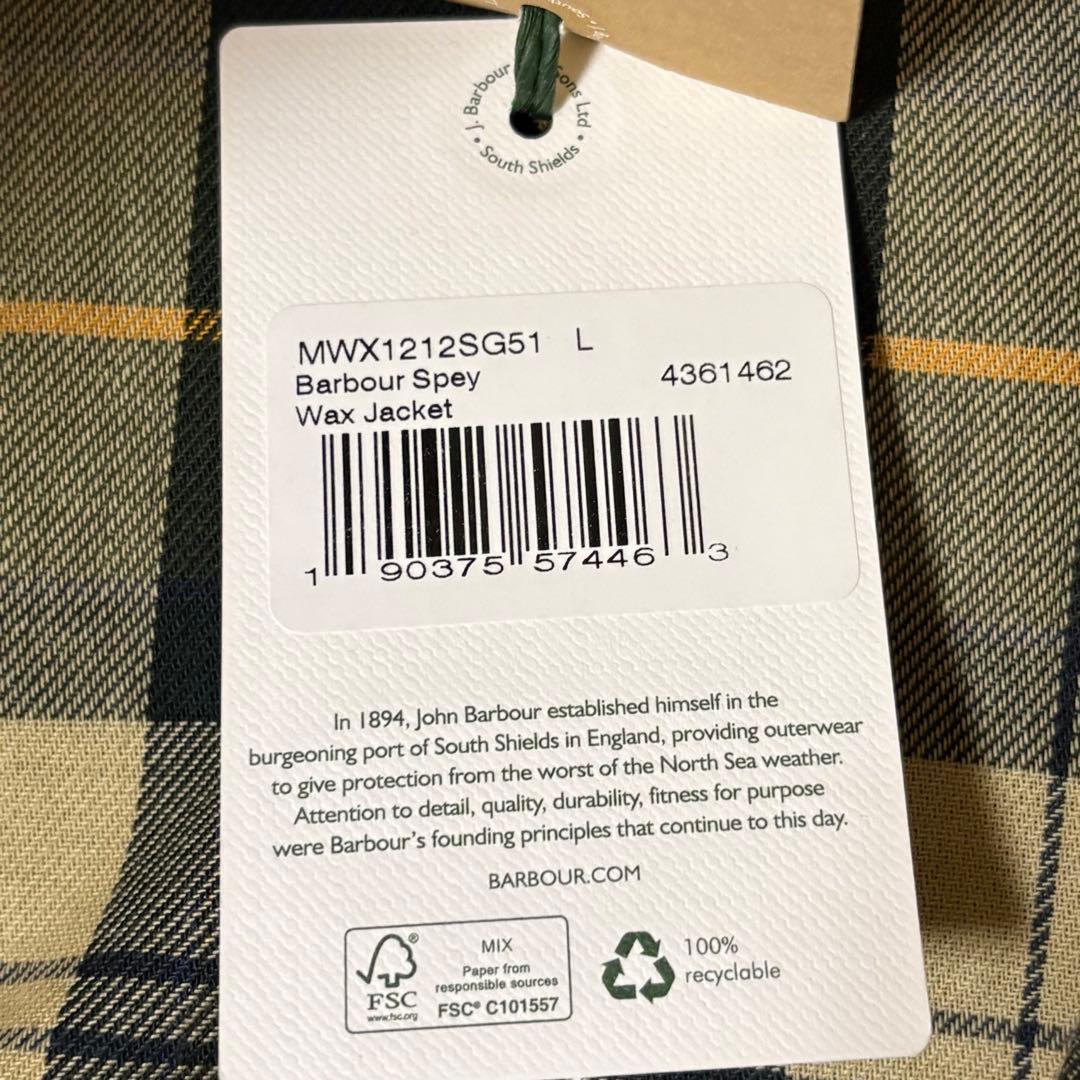 J. Barbour Sons Ltd
South Shields
MWX1212SG51 L
Barbour Spey 4361462
Wax Jacket
1 90375 57446 3
In 1894, John Barbour established himself in the
burgeoning port of South Shields in England, providing outerwear
to give protection from the worst of the North Sea weather.
Attention to detail, quality, durability, fitness for purpose
were Barbour's founding principles that continue to this day.
BARBOUR.COM
MIX
Paper from
responsible sources
FSC® C101557
®
FSC
www.fsc.org
100%
recyclable